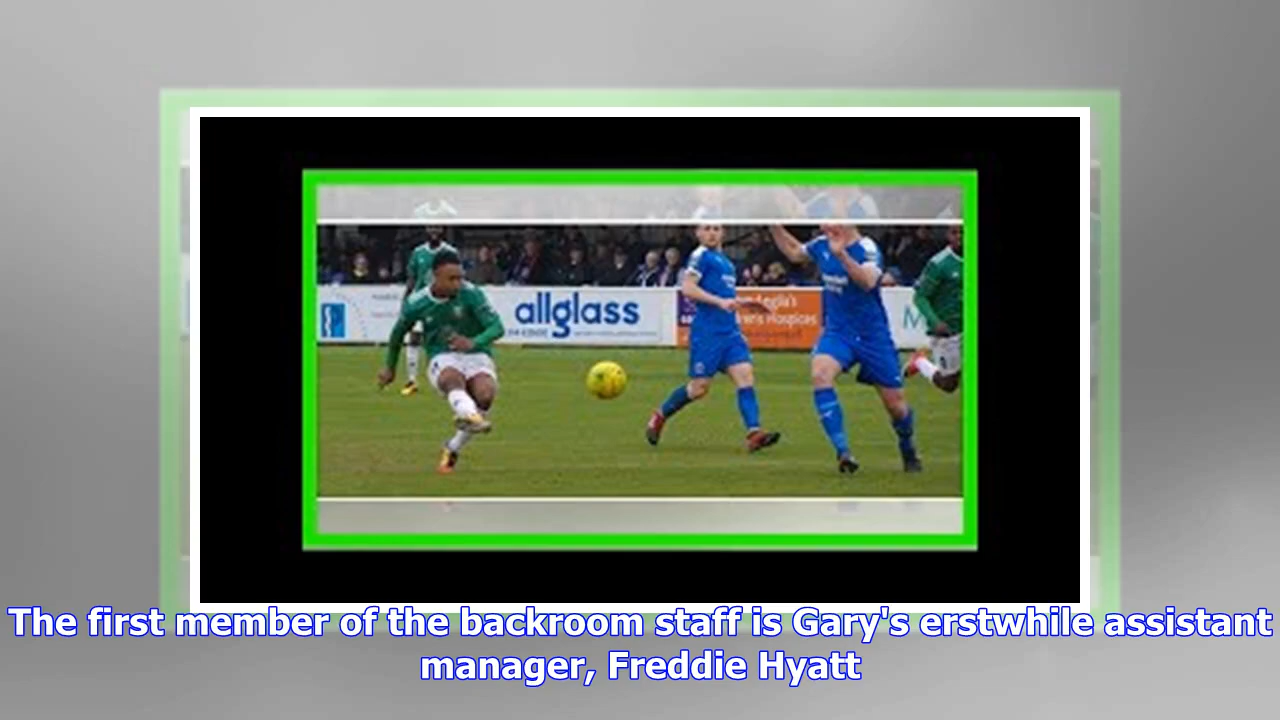 allglass
The first member of the backroom staff is Gary's erstwhile assistant
manager, Freddie Hyatt